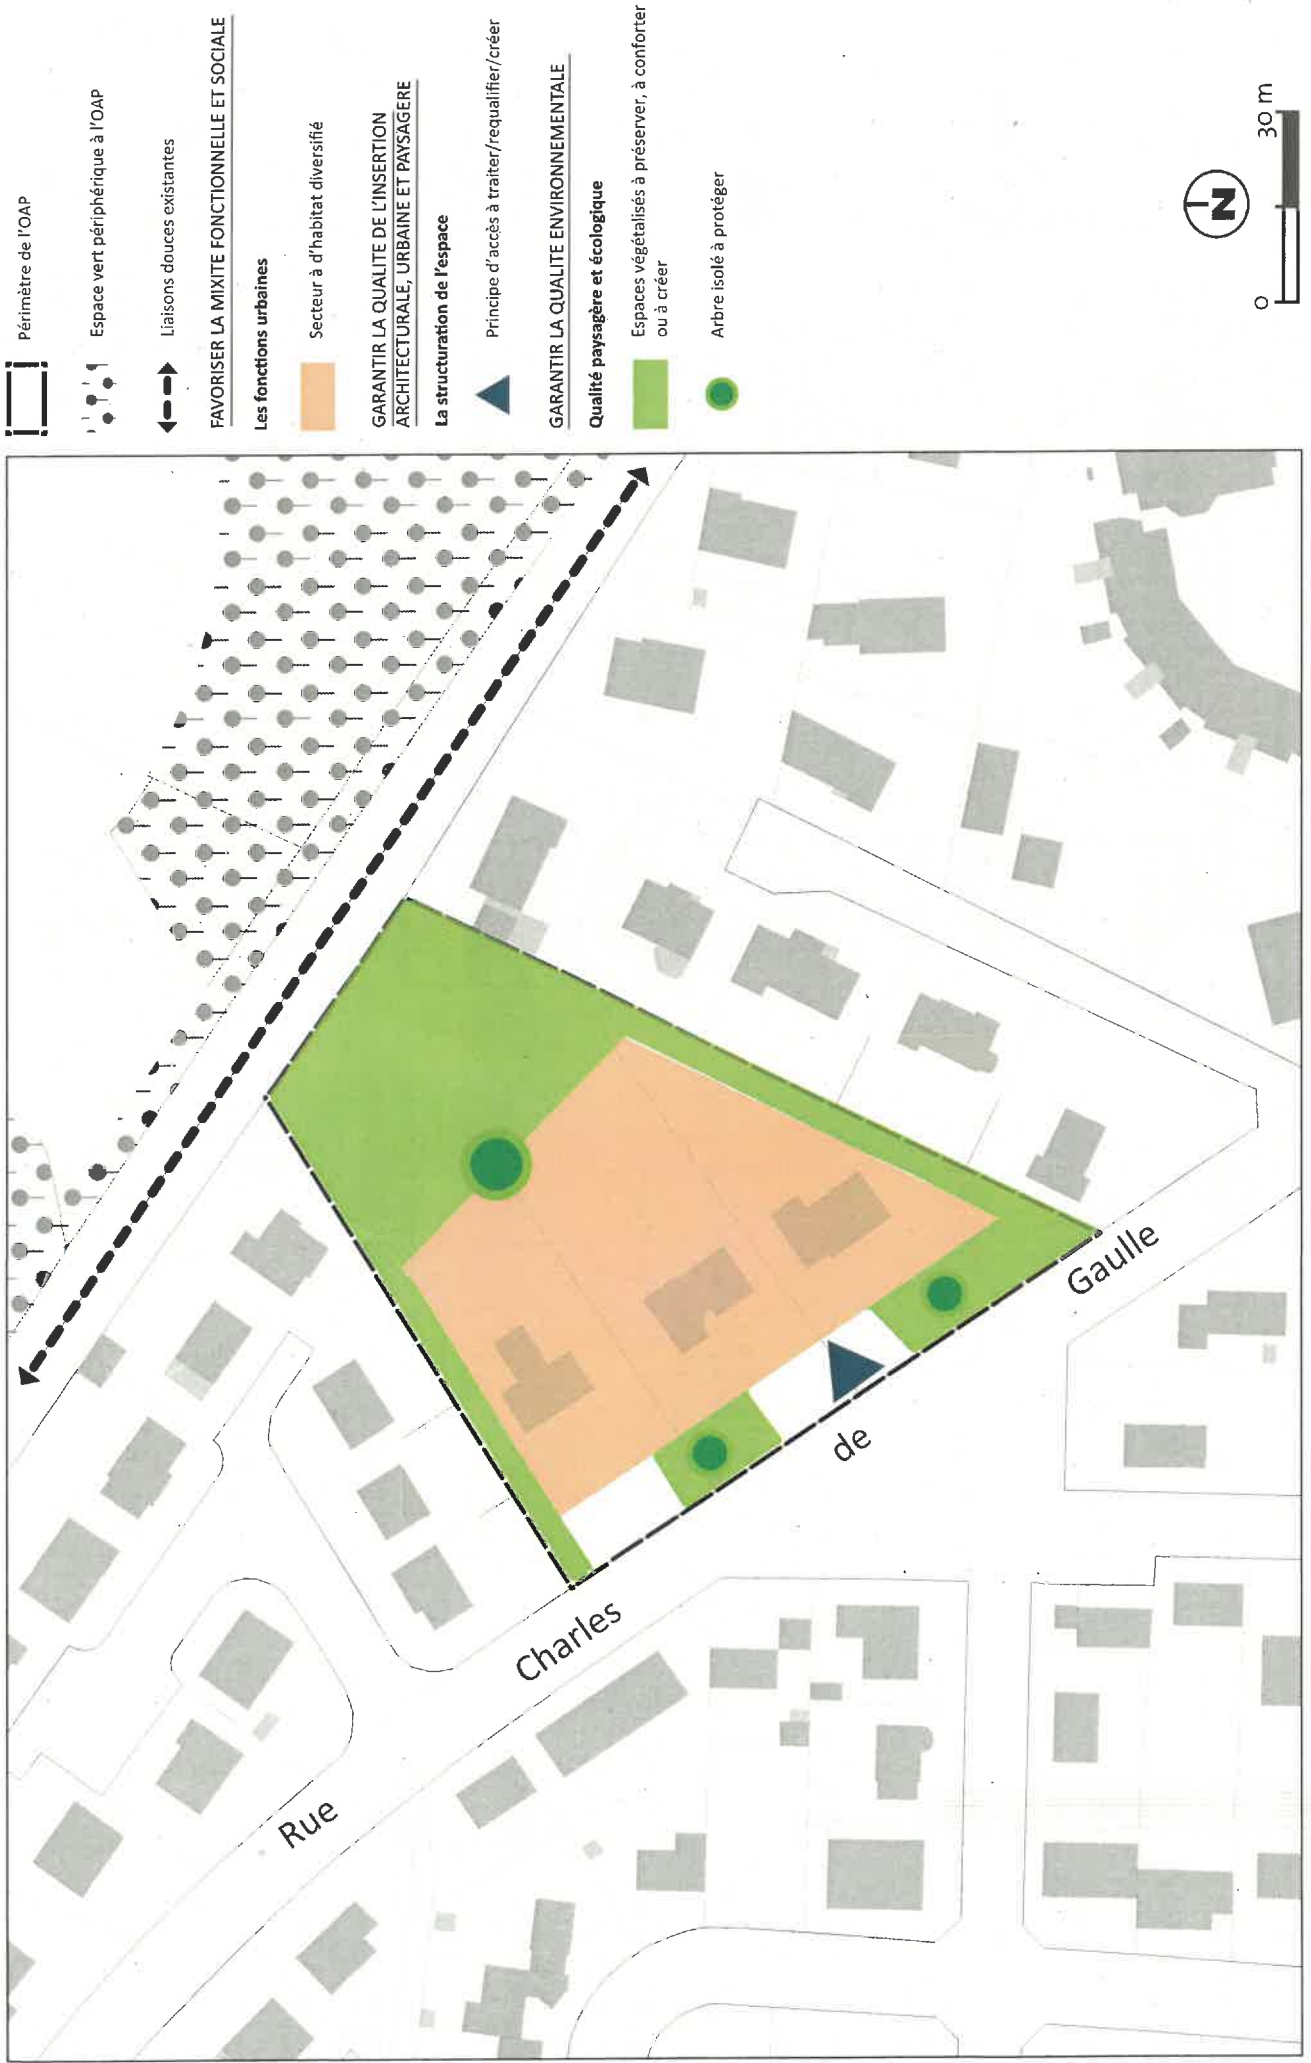 Périmètre de l'OAP
Espace vert périphérique à l'OAP
Liaisons douces existantes
FAVORISER LA MIXITE FONCTIONNELLE ET SOCIALE
Les fonctions urbaines
Secteur à d'habitat diversifié
GARANTIR LA QUALITE DE L'INSERTION
ARCHITECTURALE, URBAINE ET PAYSAGERE
La structuration de l'espace
Principe d'accès à traiter/requalifier/créer
GARANTIR LA QUALITE ENVIRONNEMENTALE
Qualité paysagère et écologique
Espaces végétalisés à préserver, à conforter
ou à créer
Arbre isolé à protéger
N
0 30 m
Rue Charles de Gaulle